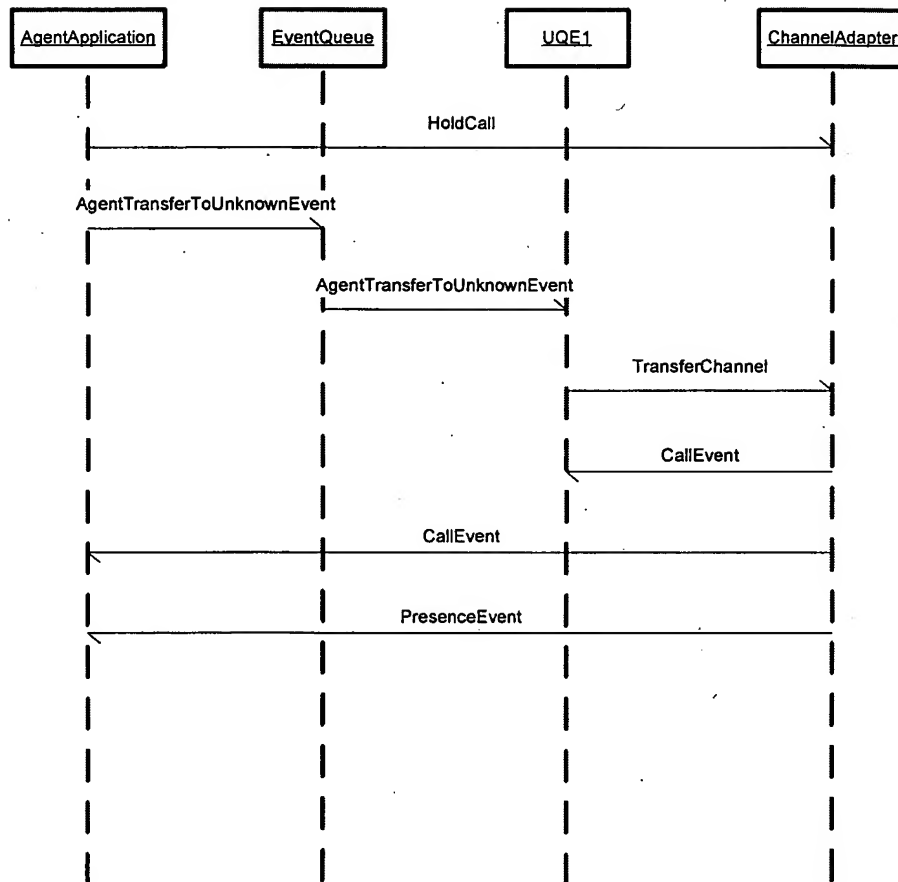 AgentApplication
EventQueue
UQE1
ChannelAdapter
HoldCall
AgentTransferToUnknownEvent
AgentTransferToUnknownEvent
TransferChannel
CallEvent
CallEvent
PresenceEvent